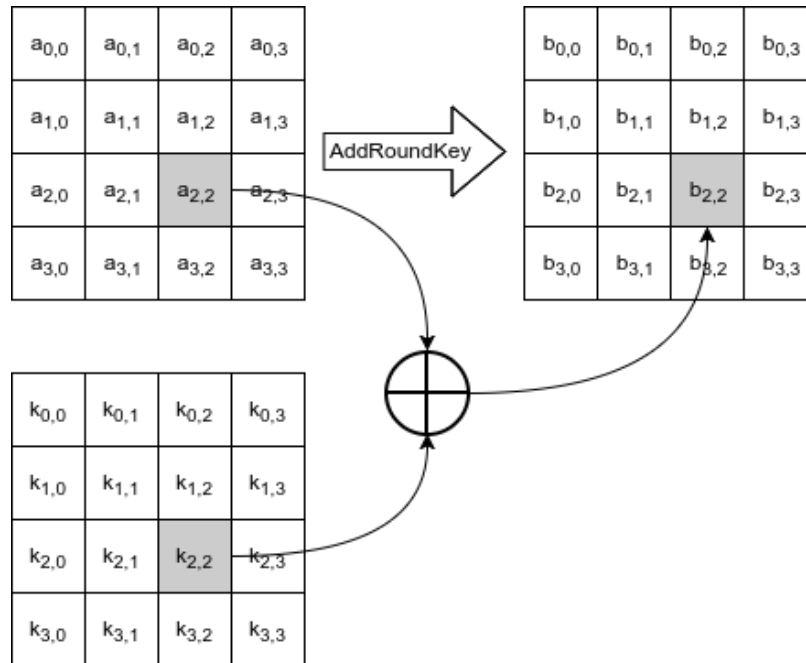 a0,0 a0,1 a0,2 a0,3 b0,0 b0,1 b0,2 b0,3
a1,0 a1,1 a1,2 a1,3 b1,0 b1,1 b1,2 b1,3
AddRoundKey
a2,0 a2,1 a2,2 a2,3 b2,0 b2,1 b2,2 b2,3
a3,0 a3,1 a3,2 a3,3 b3,0 b3,1 b3,2 b3,3
k0,0 k0,1 k0,2 k0,3
k1,0 k1,1 k1,2 k1,3
k2,0 k2,1 k2,2 k2,3
k3,0 k3,1 k3,2 k3,3